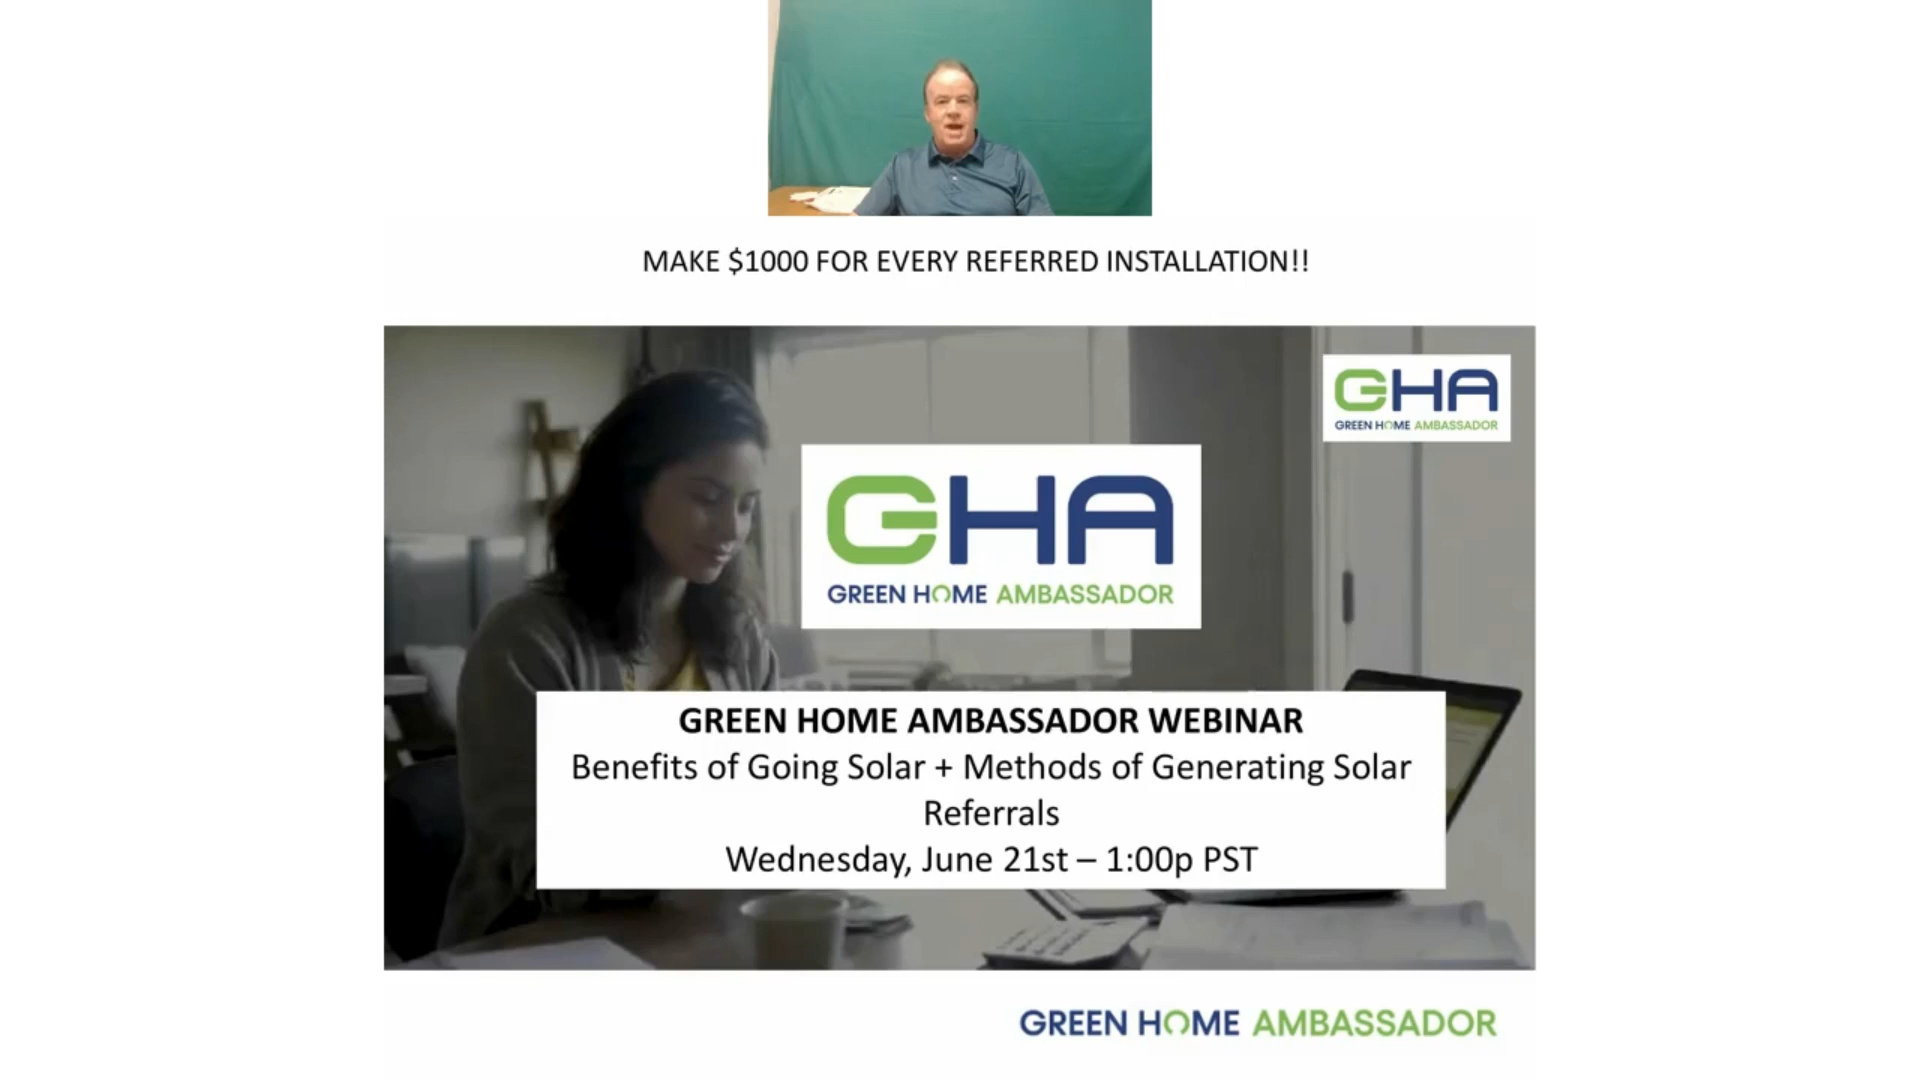 MAKE $1000 FOR EVERY REFERRED INSTALLATION!!
GHA
GREEN HOME AMBASSADOR
GHA
GREEN HOME AMBASSADOR
GREEN HOME AMBASSADOR WEBINAR
Benefits of Going Solar + Methods of Generating Solar
Referrals
Wednesday, June 21st – 1:00p PST
GREEN HOME AMBASSADOR